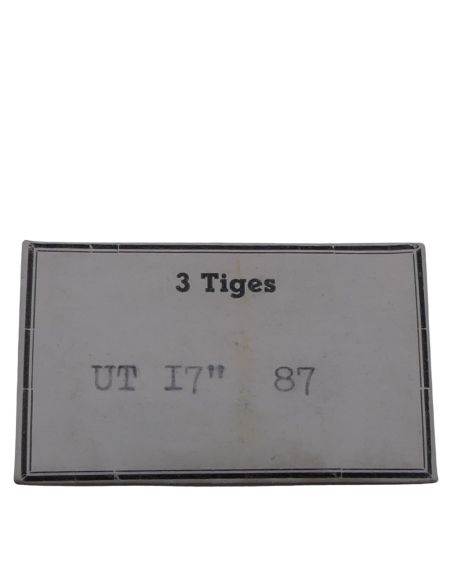 3 Tiges
UT I7" 87